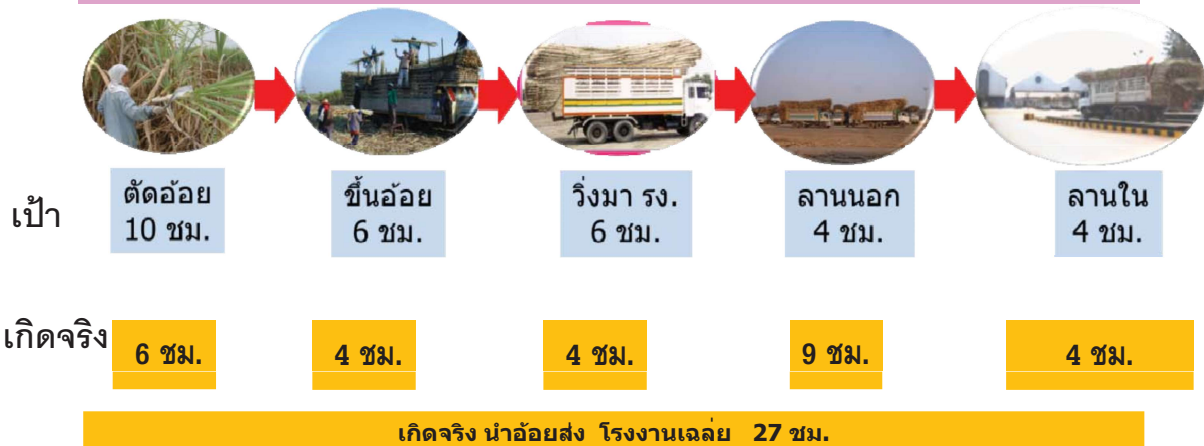 ตัดอ้อย
10 ชม.
ขึ้นอ้อย
6 ชม.
วิ่งมา รง.
6 ชม.
ลานนอก
4 ชม.
ลานใน
4 ชม.
เป้า
เกิดจริง
6 ชม.
4 ชม.
4 ชม.
9 ชม.
4 ชม.
เกิดจริง นำอ้อยส่ง โรงงานเฉลี่ย 27 ชม.